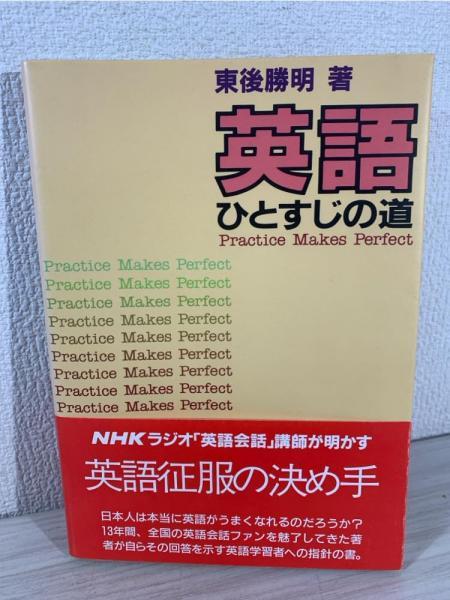 東後勝明 著
英語
ひとすじの道
Practice Makes Perfect
Practice Makes Perfect
Practice Makes Perfect
Practice Makes Perfect
Practice Makes Perfect
Practice Makes Perfect
Practice Makes Perfect
Practice Makes Perfect
Practice Makes Perfect
Practice Makes Perfect
NHKラジオ「英語会話」講師が明かす
英語征服の決め手
日本人は本当に英語がうまくなれるのだろうか?
13年間、全国の英語会話ファンを魅了してきた著
者が自らその回答を示す英語学習者への指針の書。